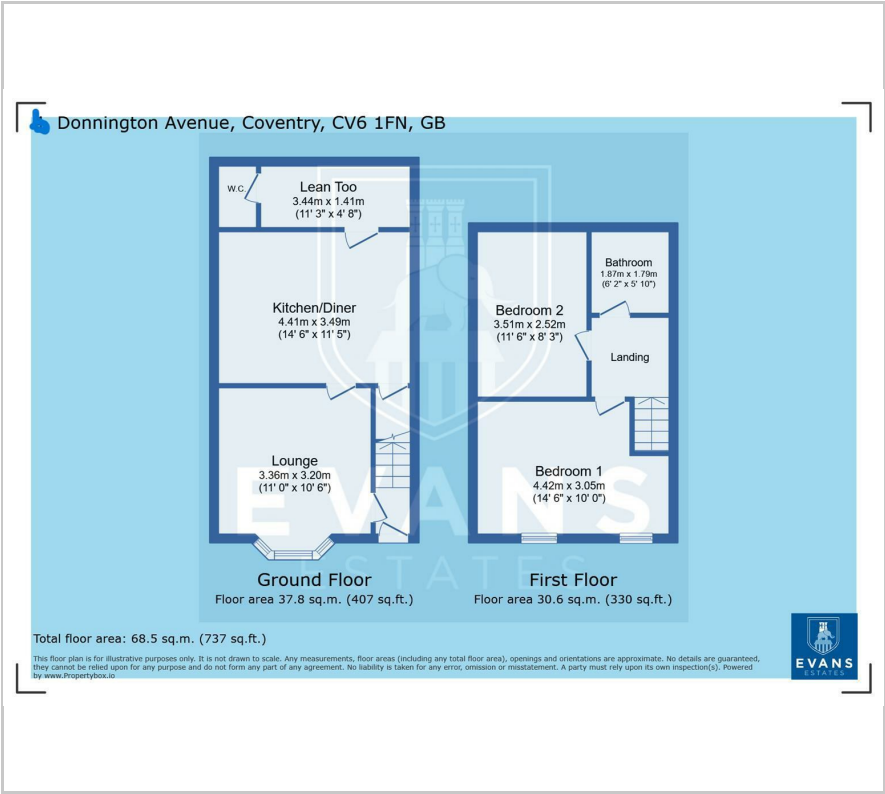 Donnington Avenue, Coventry, CV6 1FN, GB
W.C.
Lean Too
3.44m x 1.41m
(11' 3" x 4' 8")
Kitchen/Diner
4.41m x 3.49m
(14' 6" x 11' 5")
Lounge
3.36m x 3.20m
(11' 0" x 10' 6")
Bathroom
1.87m x 1.79m
(6' 2" x 5' 10")
Bedroom 2
3.51m x 2.52m
(11' 6" x 8' 3")
Landing
Bedroom 1
4.42m x 3.05m
(14' 6" x 10' 0")
EVANS
ESTATES
Ground Floor
Floor area 37.8 sq.m. (407 sq.ft.)
First Floor
Floor area 30.6 sq.m. (330 sq.ft.)
Total floor area: 68.5 sq.m. (737 sq.ft.)
This floor plan is for illustrative purposes only. It is not drawn to scale. Any measurements, floor areas (including any total floor area), openings and orientations are approximate. No details are guaranteed,
they cannot be relied upon for any purpose and do not form any part of any agreement. No liability is taken for any error, omission or misstatement. A party must rely upon its own inspection(s). Powered
by www.Propertybox.io
EVANS
ESTATES